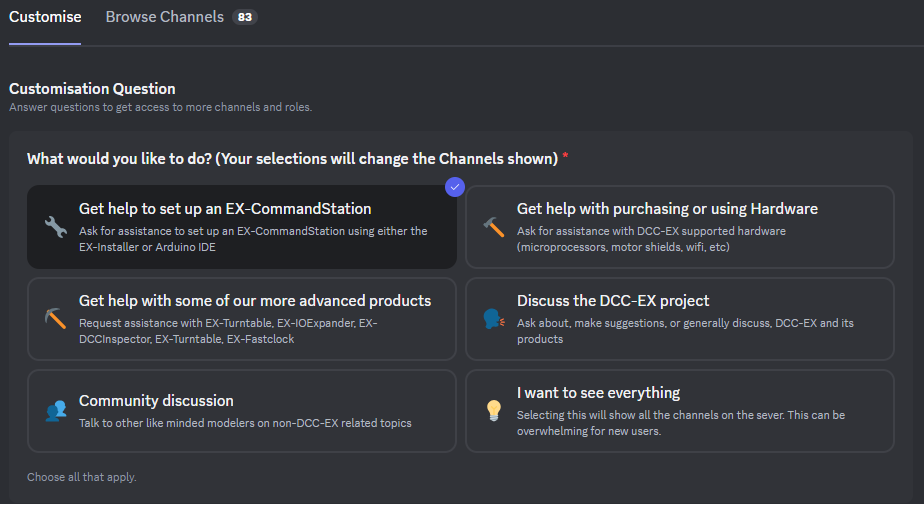 Customise
Browse Channels 83
Customisation Question
Answer questions to get access to more channels and roles.
What would you like to do? (Your selections will change the Channels shown) *
Get help to set up an EX-CommandStation
Ask for assistance to set up an EX-CommandStation using either the
EX-Installer or Arduino IDE
Get help with purchasing or using Hardware
Ask for assistance with DCC-EX supported hardware
(microprocessors, motor shields, wifi, etc)
Get help with some of our more advanced products
Request assistance with EX-Turntable, EX-IOExpander, EX-
DCCInspector, EX-Turntable, EX-Fastclock
Discuss the DCC-EX project
Ask about, make suggestions, or generally discuss, DCC-EX and its
products
Community discussion
Talk to other like minded modelers on non-DCC-EX related topics
I want to see everything
Selecting this will show all the channels on the sever. This can be
overwhelming for new users.
Choose all that apply.